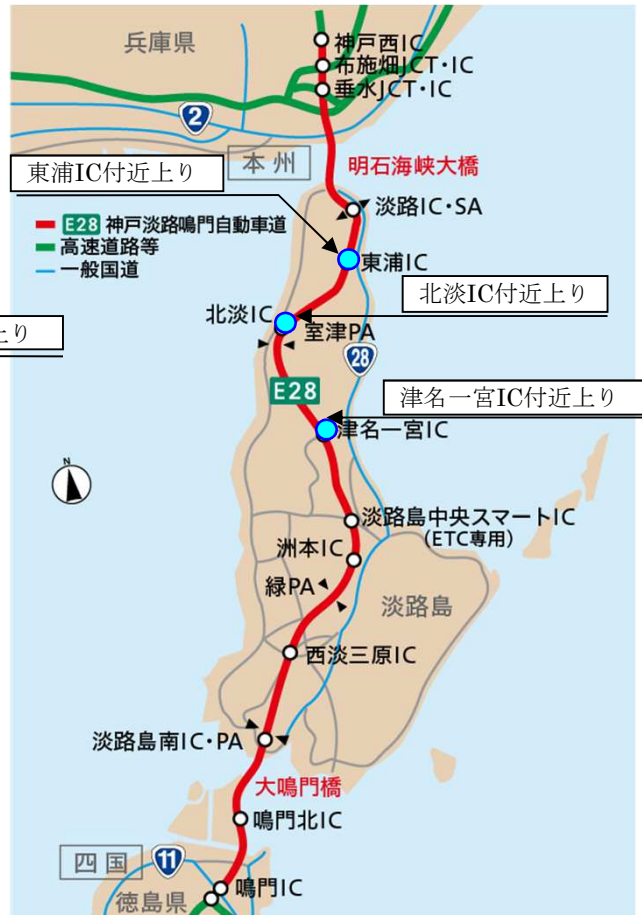 兵庫県
神戸西IC
布施畑JCT・IC
垂水JCT・IC
2
本州
明石海峡大橋
東浦IC付近上り
淡路IC・SA
E28 神戸淡路鳴門自動車道
高速道路等
一般国道
東浦IC
北淡IC付近上り
北淡IC
室津PA
上り
28
E28
津名一宮IC付近上り
津名一宮IC
N
淡路島中央スマートIC
(ETC専用)
洲本IC
緑PA
淡路島
西淡三原IC
淡路島南IC・PA
大鳴門橋
鳴門北IC
四国
11
鳴門IC
徳島県